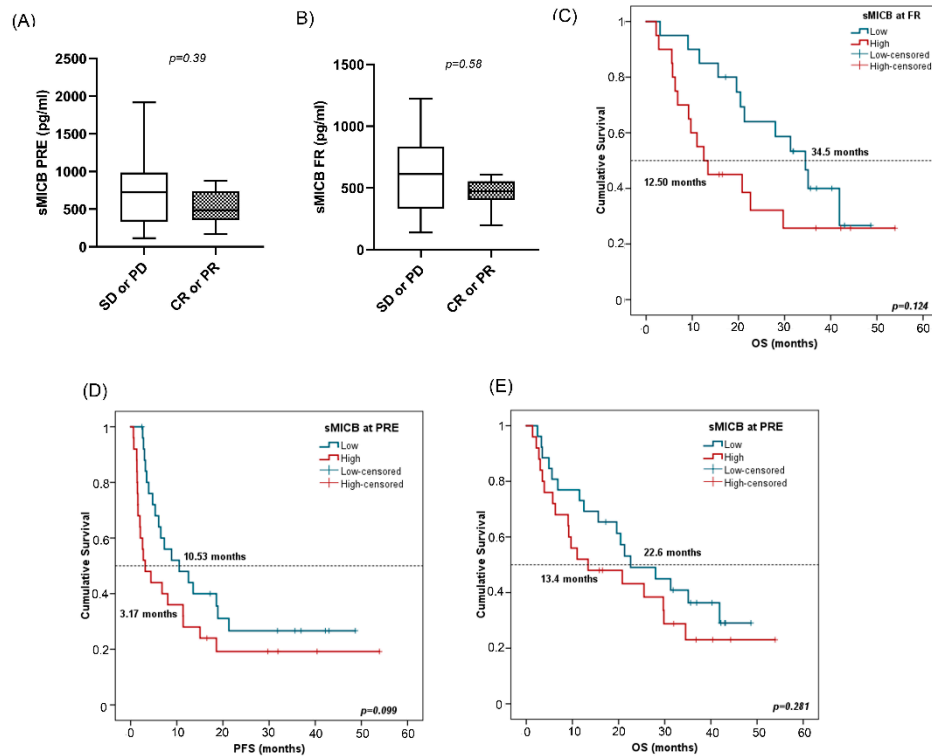 (A)
p=0.39
sMICB PRE (pg/ml)
2500
2000
1500
1000
500
0
SD or PD
CR or PR
(B)
p=0.58
sMICB FR (pg/ml)
1500
1000
500
0
SD or PD
CR or PR
(C)
sMICB at FR
Low
High
Low-censored
High-censored
Cumulative Survival
1
0.8
0.6
0.4
0.2
0
34.5 months
12.50 months
p=0.124
0 10 20 30 40 50 60
OS (months)
(D)
sMICB at PRE
Low
High
Low-censored
High-censored
Cumulative Survival
1
0.8
0.6
0.4
0.2
0
10.53 months
3.17 months
p=0.099
0 10 20 30 40 50 60
PFS (months)
(E)
sMICB at PRE
Low
High
Low-censored
High-censored
Cumulative Survival
1
0.8
0.6
0.4
0.2
0
22.6 months
13.4 months
p=0.281
0 10 20 30 40 50 60
OS (months)